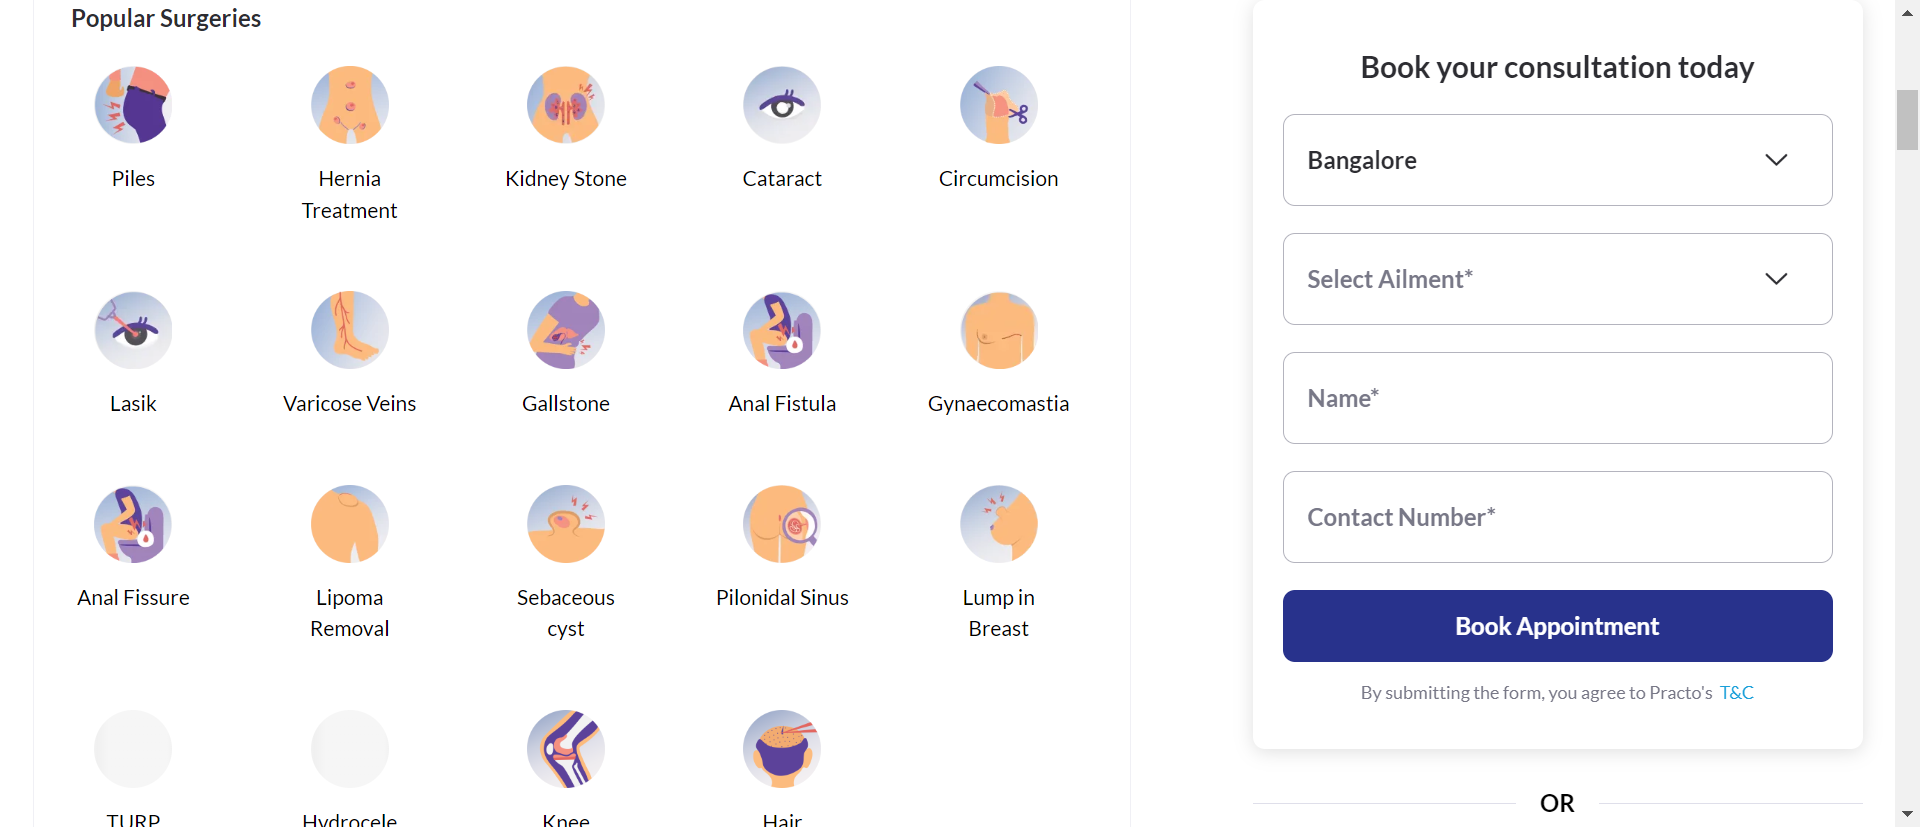 Popular Surgeries
Piles
Hernia
Treatment
Kidney Stone
Cataract
Circumcision
Lasik
Varicose Veins
Gallstone
Anal Fistula
Gynaecomastia
Anal Fissure
Lipoma
Removal
Sebaceous
cyst
Pilonidal Sinus
Lump in
Breast
TURP
Hydrocele
Knee
Hair
Book your consultation today
Bangalore
Select Ailment*
Name*
Contact Number*
Book Appointment
By submitting the form, you agree to Practo's T&C
OR